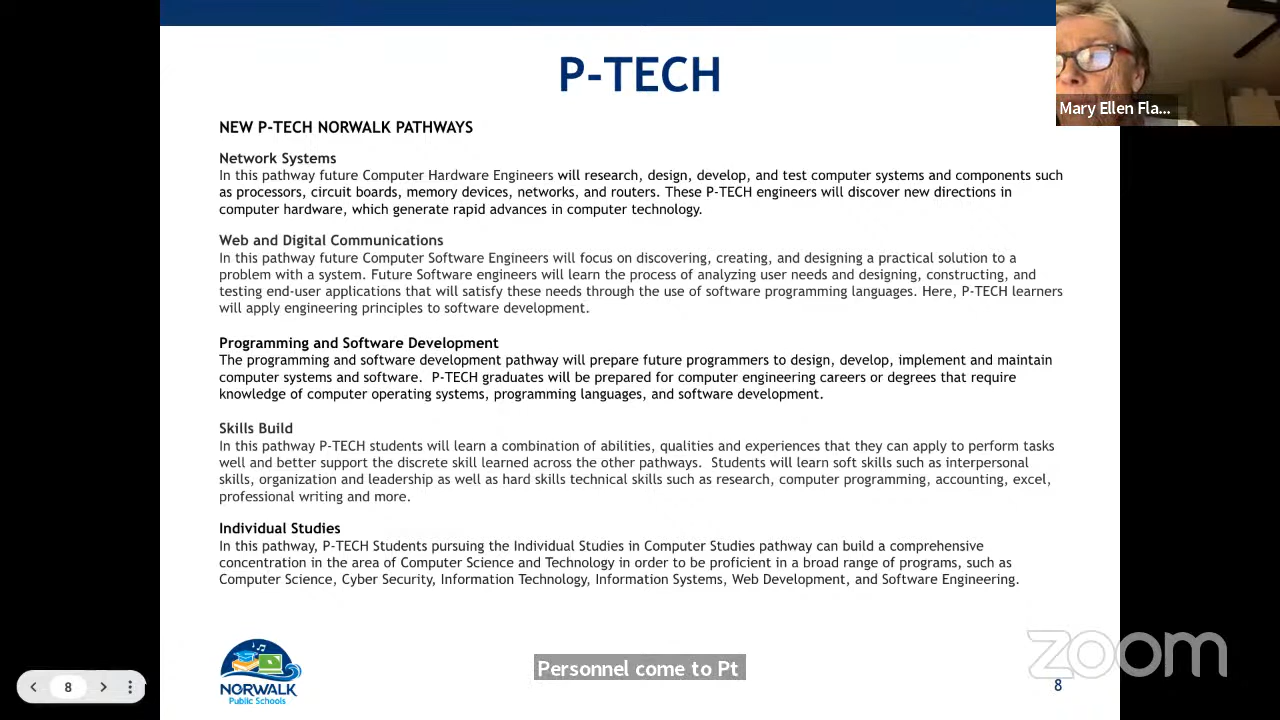 P-TECH
Mary Ellen Fla...
NEW P-TECH NORWALK PATHWAYS
Network Systems
In this pathway future Computer Hardware Engineers will research, design, develop, and test computer systems and components such
as processors, circuit boards, memory devices, networks, and routers. These P-TECH engineers will discover new directions in
computer hardware, which generate rapid advances in computer technology.
Web and Digital Communications
In this pathway future Computer Software Engineers will focus on discovering, creating, and designing a practical solution to a
problem with a system. Future Software engineers will learn the process of analyzing user needs and designing, constructing, and
testing end-user applications that will satisfy these needs through the use of software programming languages. Here, P-TECH learners
will apply engineering principles to software development.
Programming and Software Development
The programming and software development pathway will prepare future programmers to design, develop, implement and maintain
computer systems and software.  P-TECH graduates will be prepared for computer engineering careers or degrees that require
knowledge of computer operating systems, programming languages, and software development.
Skills Build
In this pathway P-TECH students will learn a combination of abilities, qualities and experiences that they can apply to perform tasks
well and better support the discrete skill learned across the other pathways.  Students will learn soft skills such as interpersonal
skills, organization and leadership as well as hard skills technical skills such as research, computer programming, accounting, excel,
professional writing and more.
Individual Studies
In this pathway, P-TECH Students pursuing the Individual Studies in Computer Studies pathway can build a comprehensive
concentration in the area of Computer Science and Technology in order to be proficient in a broad range of programs, such as
Computer Science, Cyber Security, Information Technology, Information Systems, Web Development, and Software Engineering.
NORWALK
Public Schools
Personnel come to Pt
zoom
8
8